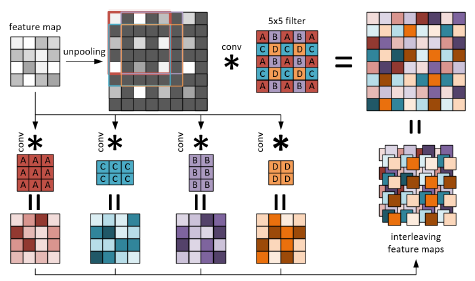 feature map
unpooling
conv
5x5 filter
A B A B A
C D C D C
A B A B A
C D C D C
A B A B A
conv
conv
conv
conv
A A A
A A A
A A A
C C C
C C C
B B
B B
B B
D D
D D
interleaving
feature maps